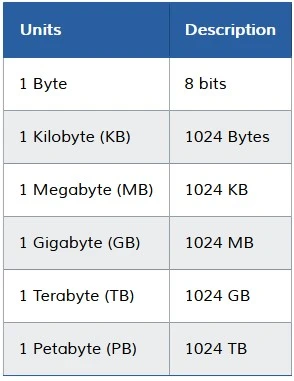 Units Description
1 Byte 8 bits
1 Kilobyte (KB) 1024 Bytes
1 Megabyte (MB) 1024 KB
1 Gigabyte (GB) 1024 MB
1 Terabyte (TB) 1024 GB
1 Petabyte (PB) 1024 TB